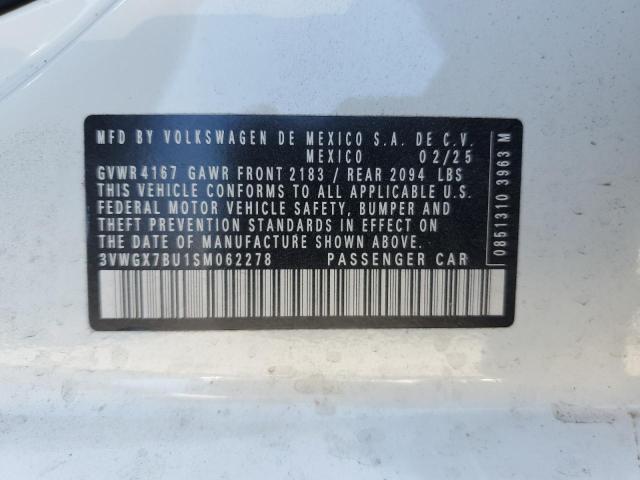 MFD BY VOLKSWAGEN DE MEXICO S.A. DE C.V.
MEXICO 02/25
GVWR 4167 GAWR FRONT 2183 / REAR 2094 LBS
THIS VEHICLE CONFORMS TO ALL APPLICABLE U.S.
FEDERAL MOTOR VEHICLE SAFETY, BUMPER AND
THEFT PREVENTION STANDARDS IN EFFECT ON
THE DATE OF MANUFACTURE SHOWN ABOVE
3VWGX7BU1SM062278 PASSENGER CAR
0851310 3963 M